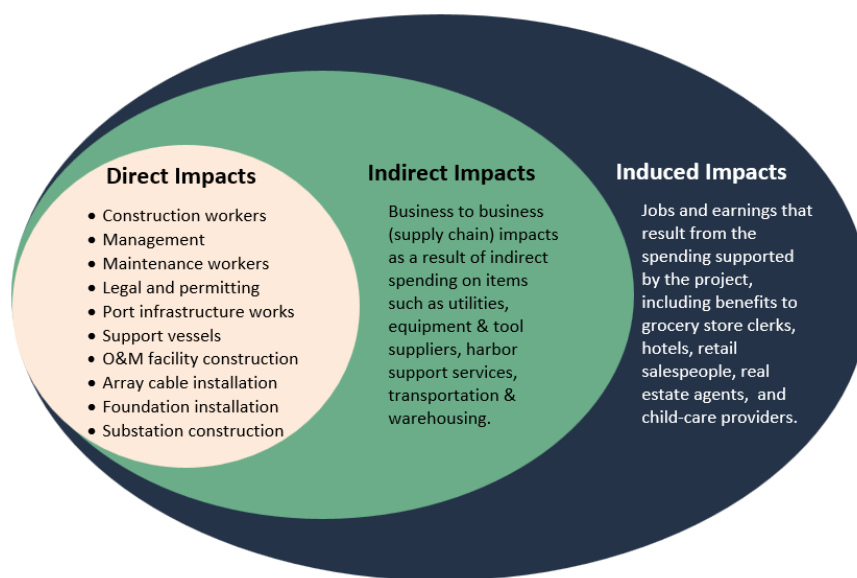 Direct Impacts
• Construction workers
• Management
• Maintenance workers
• Legal and permitting
• Port infrastructure works
• Support vessels
• O&M facility construction
• Array cable installation
• Foundation installation
• Substation construction
Indirect Impacts
Business to business
(supply chain) impacts
as a result of indirect
spending on items
such as utilities,
equipment & tool
suppliers, harbor
support services,
transportation &
warehousing.
Induced Impacts
Jobs and earnings that
result from the
spending supported
by the project,
including benefits to
grocery store clerks,
hotels, retail
salespeople, real
estate agents, and
child-care providers.